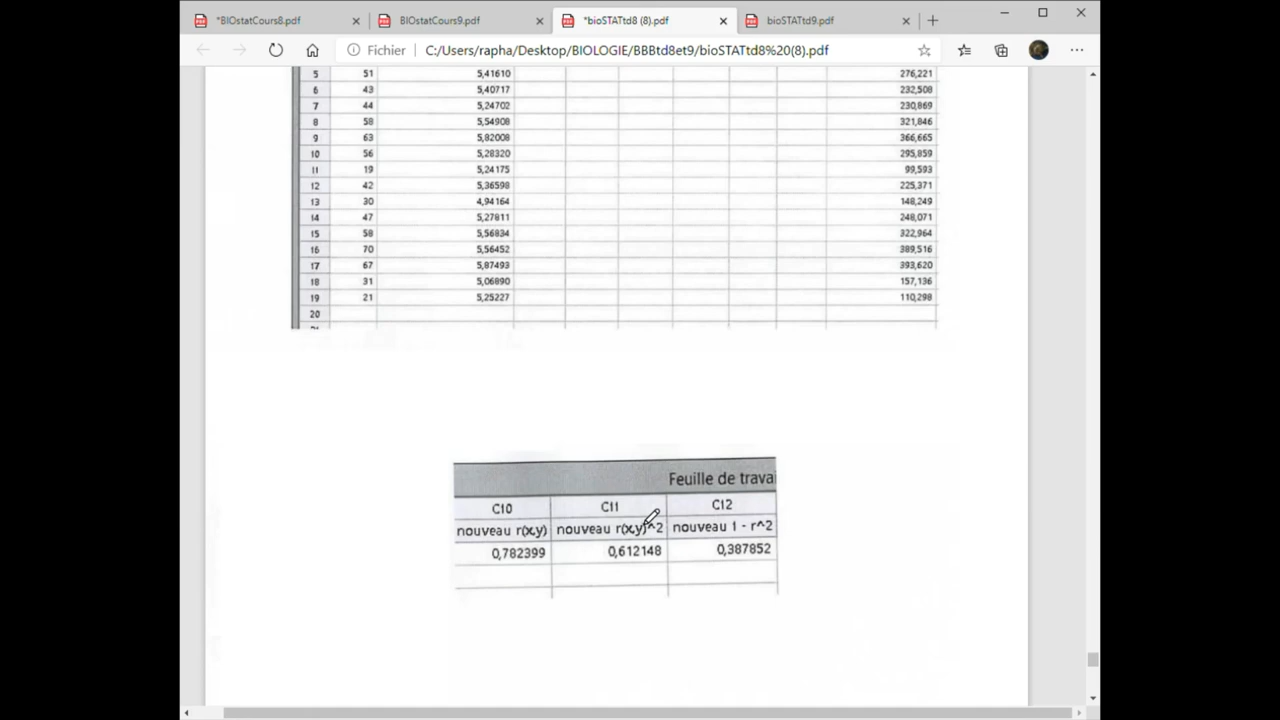 *BIOstatCours8.pdf
BIOstatCours9.pdf
*bioSTATtd8 (8).pdf
bioSTATtd9.pdf
Fichier C:/Users/rapha/Desktop/BIOLOGIE/BBBtd8et9/bioSTATtd8%20(8).pdf
5 51 5,41610 276,221
6 43 5,40717 232,508
7 44 5,24702 230,869
8 58 5,54908 321,846
9 63 5,82008 366,665
10 56 5,28320 295,859
11 19 5,24175 99,593
12 42 5,36598 225,371
13 30 4,94164 148,249
14 47 5,27811 248,071
15 58 5,56834 322,964
16 70 5,56452 389,516
17 67 5,87493 393,620
18 31 5,06890 157,136
19 21 5,25227 110,298
20
Feuille de travai
C10 C11 C12
nouveau r(x,y) nouveau r(x,y)^2 nouveau 1 - r^2
0,782399 0,612148 0,387852